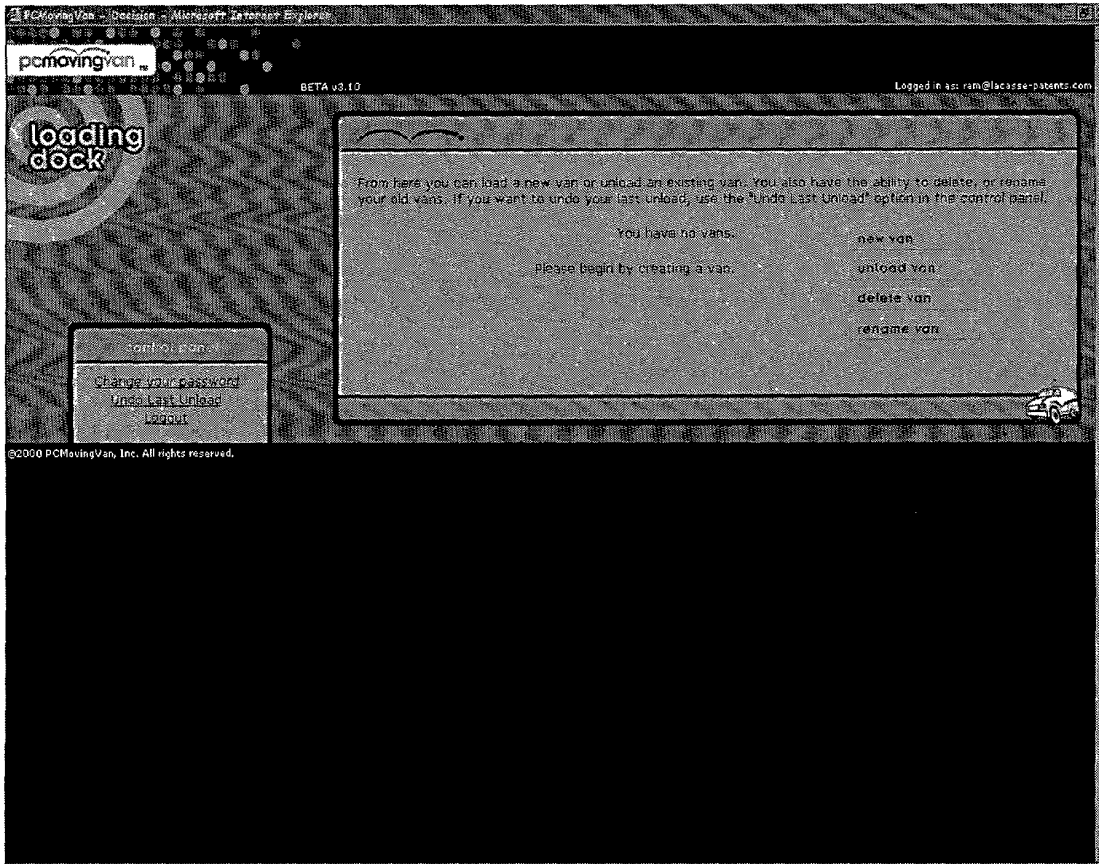 PCMovingVan - Decision - Microsoft Internet Explorer
pcmovingvan TM
BETA v3.10
Logged in as: ram@lacasse-patents.com
loading
dock
From here you can load a new van or unload an existing van. You also have the ability to delete, or rename
your old vans. If you want to undo your last unload, use the "Undo Last Unload" option in the control panel.
You have no vans.
Please begin by creating a van.
new van
unload van
delete van
rename van
control panel
Change your password
Undo Last Unload
Logout
©2000 PCMovingVan, Inc. All rights reserved.